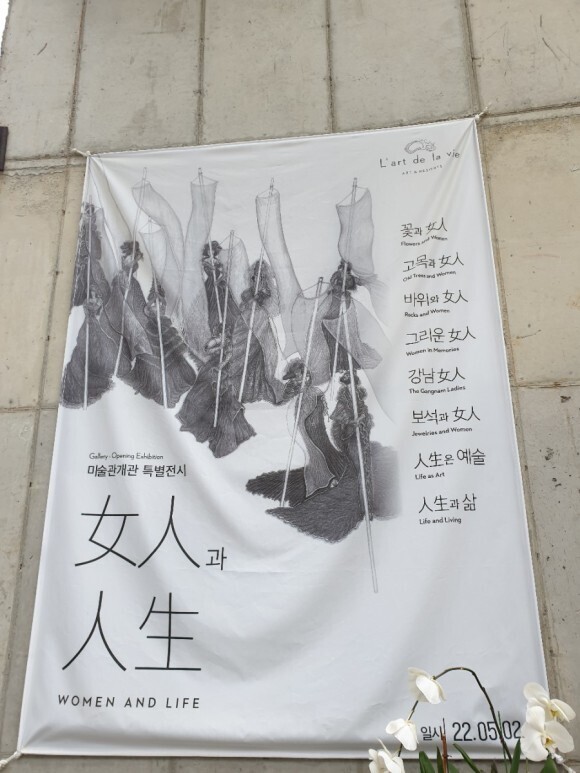 L'art de la vie
꽃과 女人
Flowers and Women
고목과 女人
Old Trees and Women
바위와 女人
Rocks and Women
그리운 女人
Women in Memories
강남 女人
The Gangnam Ladies
보석과 女人
Jewelries and Women
人生은 예술
Life as Art
人生과 삶
Life and Living
Gallery · Opening Exhibition
미술관개관 특별전시
女人과
人生
WOMEN AND LIFE
일시 22.05.02.